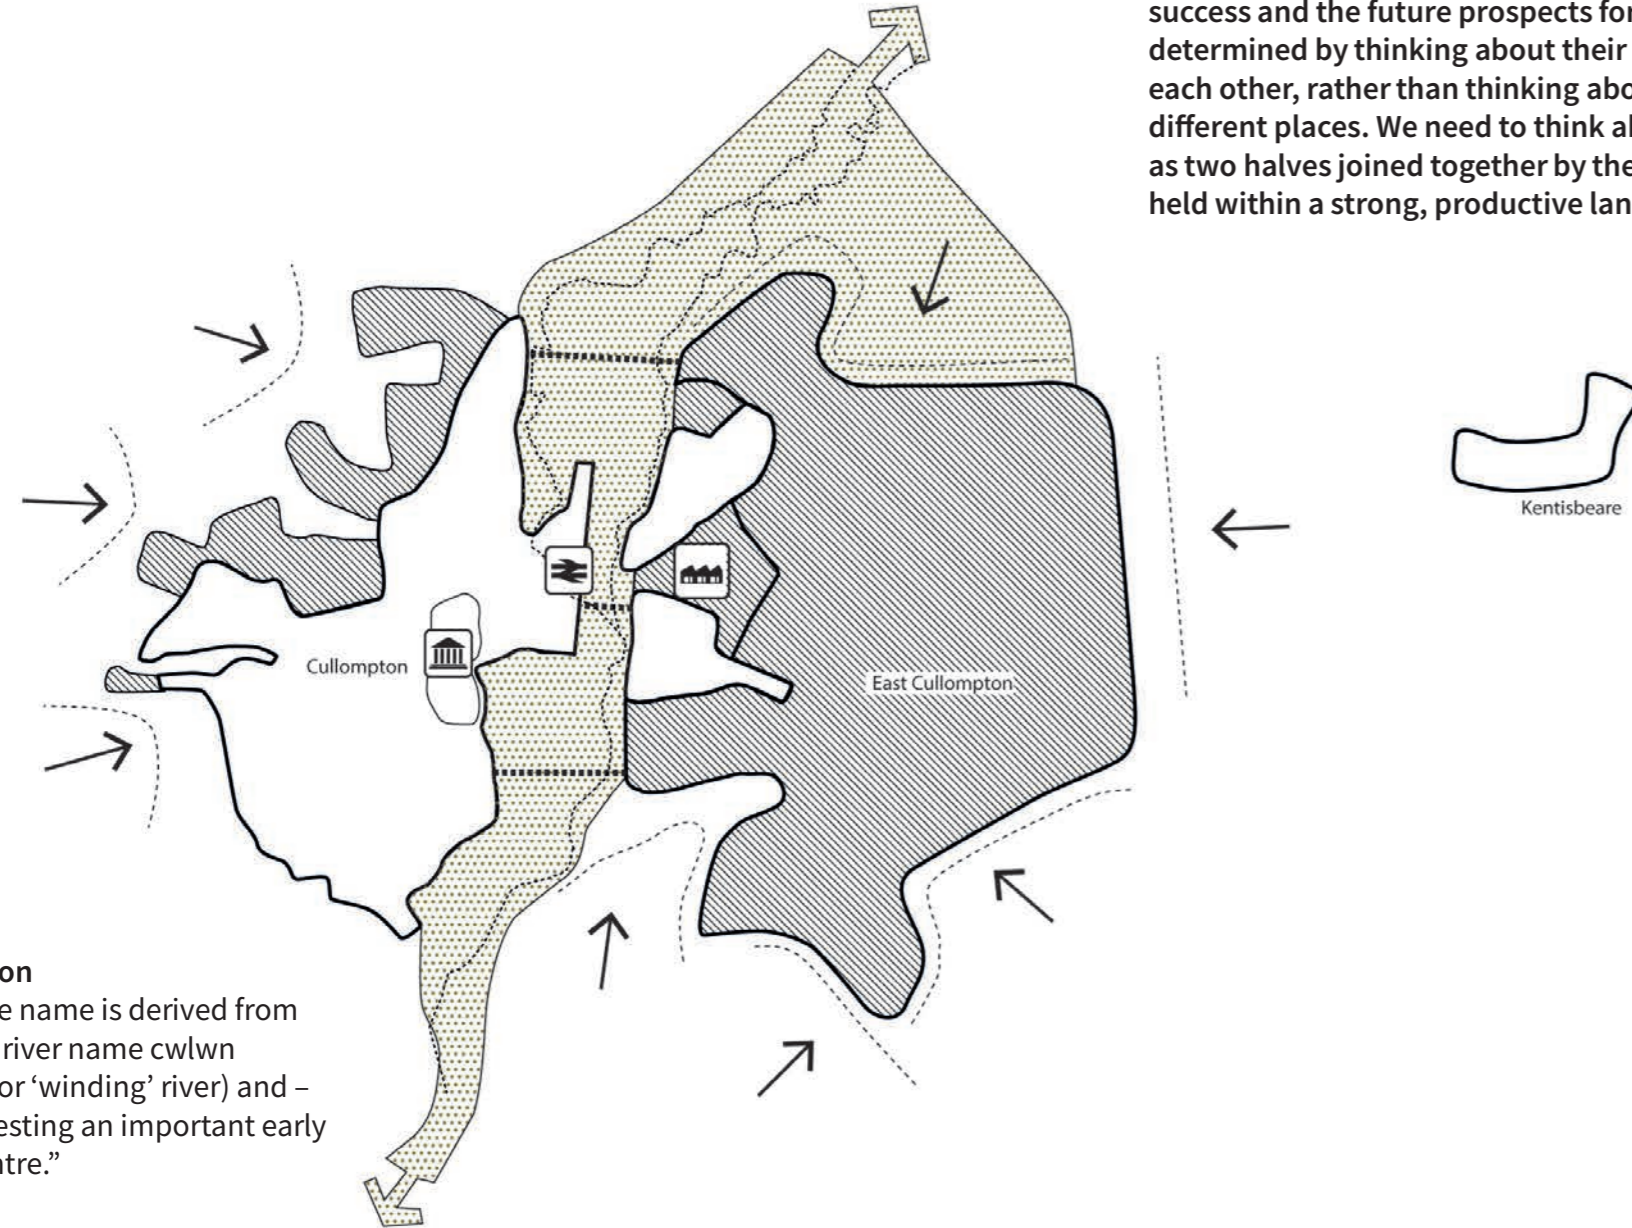 success and the future prospects for
determined by thinking about their
each other, rather than thinking abo
different places. We need to think al
as two halves joined together by the
held within a strong, productive lan
Kentisbeare
Cullompton
East Cullompton
on
e name is derived from
river name cwlwn
or ‘winding’ river) and –
esting an important early
ntre.”